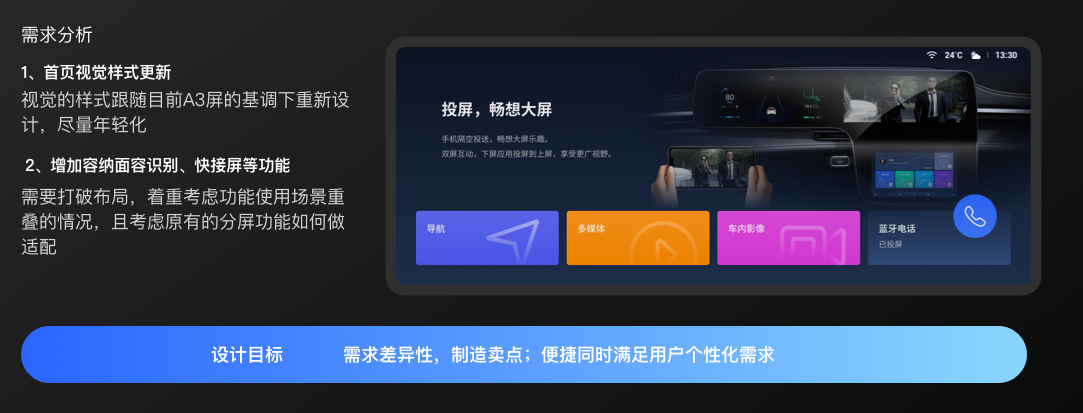 需求分析
1、首页视觉样式更新
视觉的样式跟随目前A3屏的基调下重新设
计，尽量年轻化
2、增加容纳面容识别、快接屏等功能
需要打破布局，着重考虑功能使用场景重
叠的情况，且考虑原有的分屏功能如何做
适配
24°C 13:30
投屏，畅想大屏
手机隔空投送，畅想大屏乐趣。
双屏互动，下屏应用投屏到上屏，享受更广视野。
80
导航
多媒体
车内影像
蓝牙电话
已投屏
设计目标 需求差异性，制造卖点；便捷同时满足用户个性化需求